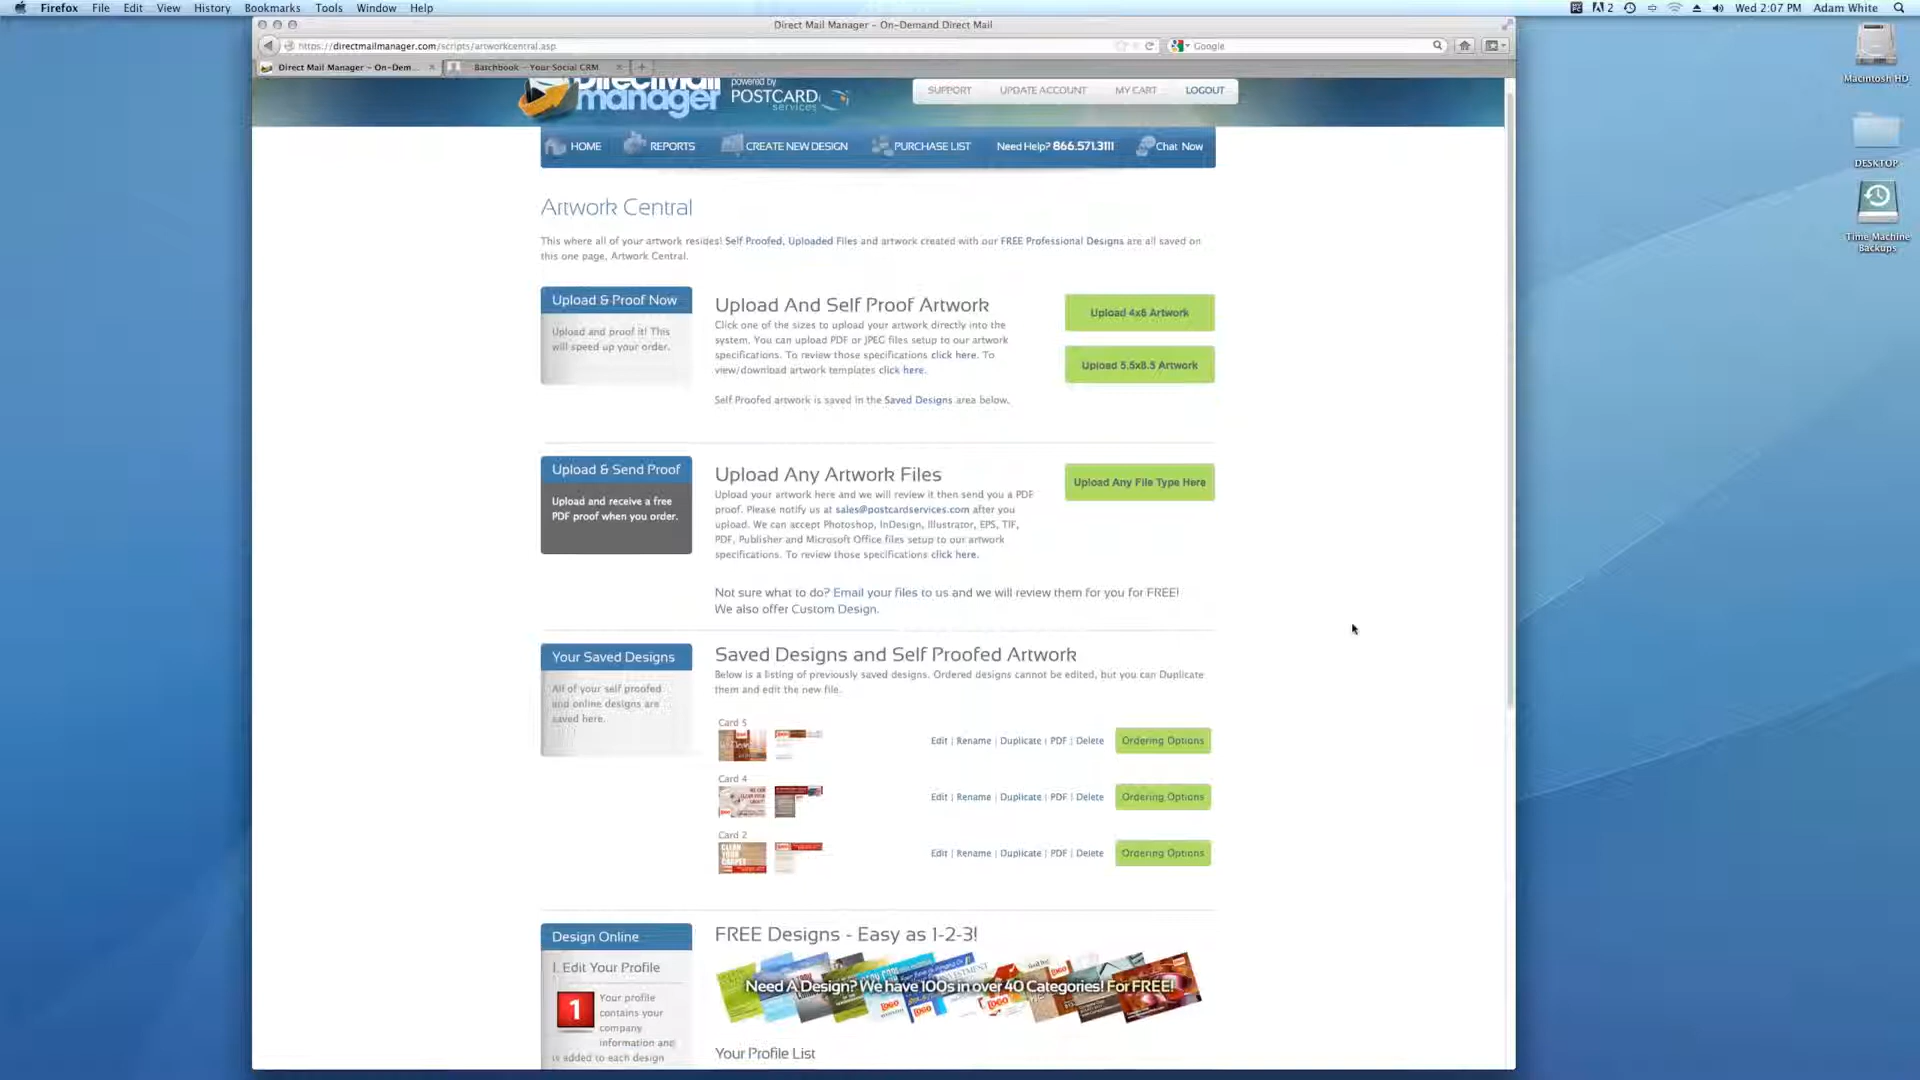 Firefox File Edit View History Bookmarks Tools Window Help
2 Wed 2:07 PM Adam White
Direct Mail Manager - On-Demand Direct Mail
https://directmailmanager.com/scripts/artworkcentral.asp
Google
Direct Mail Manager - On-Dem...
Batchbook - Your Social CRM
Macintosh HD
DESKTOP
Time Machine
Backups
DirectMail
manager
powered by
POSTCARD
services
SUPPORT UPDATE ACCOUNT MY CART LOGOUT
HOME REPORTS CREATE NEW DESIGN PURCHASE LIST Need Help? 866.571.3111 Chat Now
Artwork Central
This where all of your artwork resides! Self Proofed, Uploaded Files and artwork created with our FREE Professional Designs are all saved on
this one page, Artwork Central.
Upload & Proof Now
Upload and proof it! This
will speed up your order.
Upload And Self Proof Artwork
Click one of the sizes to upload your artwork directly into the
system. You can upload PDF or JPEG files setup to our artwork
specifications. To review those specifications click here. To
view/download artwork templates click here.
Self Proofed artwork is saved in the Saved Designs area below.
Upload 4x6 Artwork
Upload 5.5x8.5 Artwork
Upload & Send Proof
Upload and receive a free
PDF proof when you order.
Upload Any Artwork Files
Upload your artwork here and we will review it then send you a PDF
proof. Please notify us at sales@postcardservices.com after you
upload. We can accept Photoshop, InDesign, Illustrator, EPS, TIF,
PDF, Publisher and Microsoft Office files setup to our artwork
specifications. To review those specifications click here.
Upload Any File Type Here
Not sure what to do? Email your files to us and we will review them for you for FREE!
We also offer Custom Design.
Your Saved Designs
All of your self proofed
and online designs are
saved here.
Saved Designs and Self Proofed Artwork
Below is a listing of previously saved designs. Ordered designs cannot be edited, but you can Duplicate
them and edit the new file.
Card 5
Edit | Rename | Duplicate | PDF | Delete Ordering Options
Card 4
Edit | Rename | Duplicate | PDF | Delete Ordering Options
Card 2
CLEAN
YOUR
CARPET
Edit | Rename | Duplicate | PDF | Delete Ordering Options
Design Online
1. Edit Your Profile
1
Your profile
contains your
company
information and
is added to each design
FREE Designs - Easy as 1-2-3!
Need A Design? We have 100s in over 40 Categories! For FREE!
Your Profile List